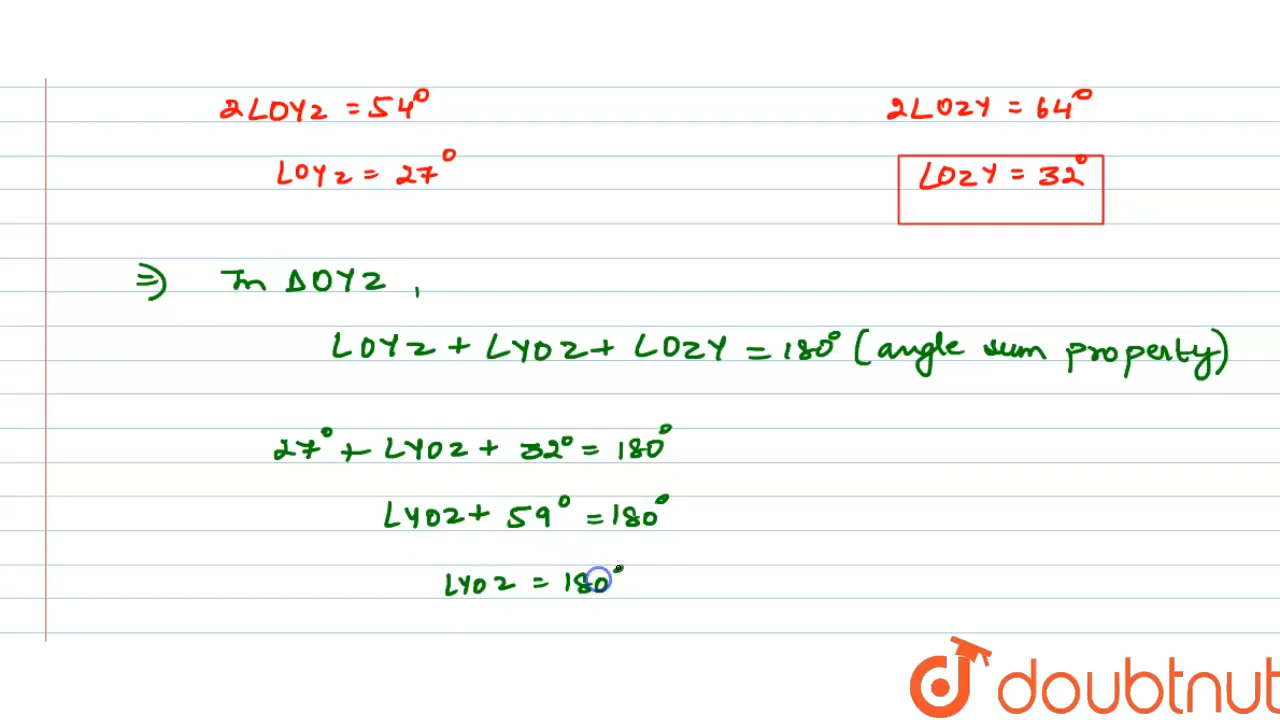 2∠OYZ = 54° 2∠OZY = 64°
∠OYZ = 27° ∠OZY = 32°
⇒) In ΔOYZ ,
∠OYZ + ∠YOZ + ∠OZY = 180° (angle sum property)
27° + ∠YOZ + 32° = 180°
∠YOZ + 59° = 180°
∠YOZ = 180°
doubtnut